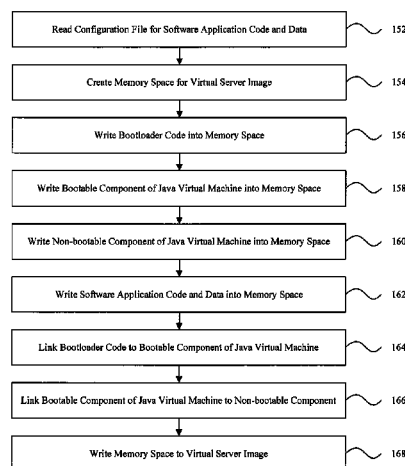 Read Configuration File for Software Application Code and Data 152
Create Memory Space for Virtual Server Image 154
Write Bootloader Code into Memory Space 156
Write Bootable Component of Java Virtual Machine into Memory Space 158
Write Non-bootable Component of Java Virtual Machine into Memory Space 160
Write Software Application Code and Data into Memory Space 162
Link Bootloader Code to Bootable Component of Java Virtual Machine 164
Link Bootable Component of Java Virtual Machine to Non-bootable Component 166
Write Memory Space to Virtual Server Image 168